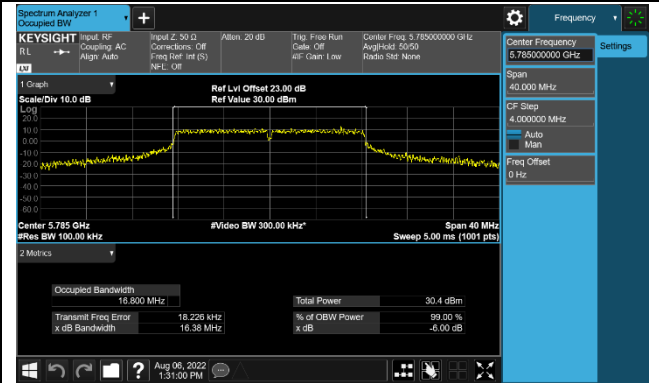 Spectrum Analyzer 1
Occupied BW
KEYSIGHT
RL
LXI
Input: RF
Coupling: AC
Align: Auto
Input Z: 50 Ω
Corrections: Off
Freq Ref: Int (S)
NFE: Off
Atten: 20 dB
Trig: Free Run
Gate: Off
#IF Gain: Low
Center Freq: 5.785000000 GHz
Avg|Hold: 50/50
Radio Std: None
1 Graph
Scale/Div 10.0 dB
Ref Lvl Offset 23.00 dB
Ref Value 30.00 dBm
Log
20.0
10.0
0.00
-10.0
-20.0
-30.0
-40.0
-50.0
-60.0
Center 5.785 GHz
#Res BW 100.00 kHz
#Video BW 300.00 kHz*
Span 40 MHz
Sweep 5.00 ms (1001 pts)
2 Metrics
Occupied Bandwidth
16.800 MHz
Total Power 30.4 dBm
Transmit Freq Error 18.226 kHz
% of OBW Power 99.00 %
x dB Bandwidth 16.38 MHz
x dB -6.00 dB
Aug 06, 2022
1:31:00 PM
Frequency
Settings
Center Frequency
5.785000000 GHz
Span
40.000 MHz
CF Step
4.000000 MHz
Auto
Man
Freq Offset
0 Hz